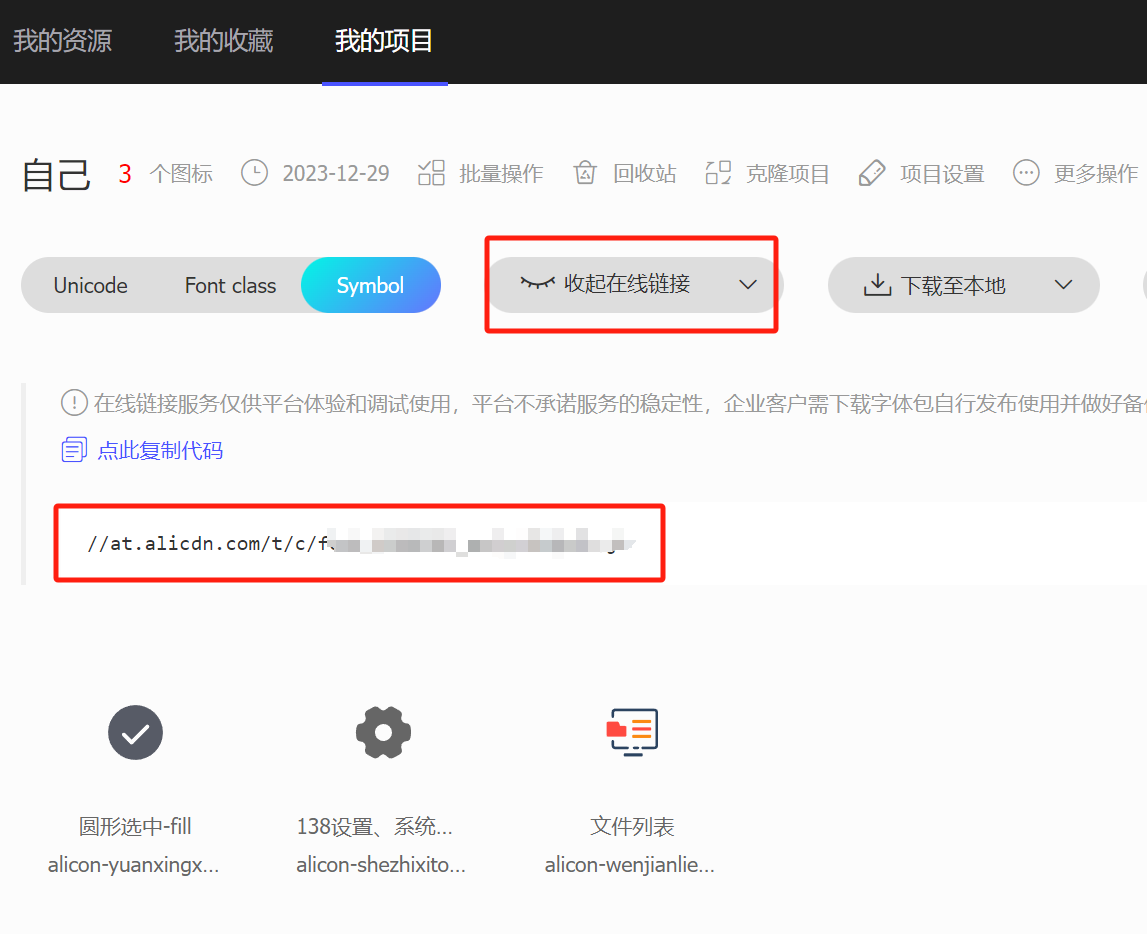 我的资源 我的收藏 我的项目
自己 3 个图标 2023-12-29 批量操作 回收站 克隆项目 项目设置 更多操作
Unicode Font class Symbol 收起在线链接 下载至本地
在线链接服务仅供平台体验和调试使用，平台不承诺服务的稳定性，企业客户需下载字体包自行发布使用并做好备
点此复制代码
//at.alicdn.com/t/c/f
圆形选中-fill 138设置、系统... 文件列表
alicon-yuanxingx... alicon-shezhixito... alicon-wenjianlie...